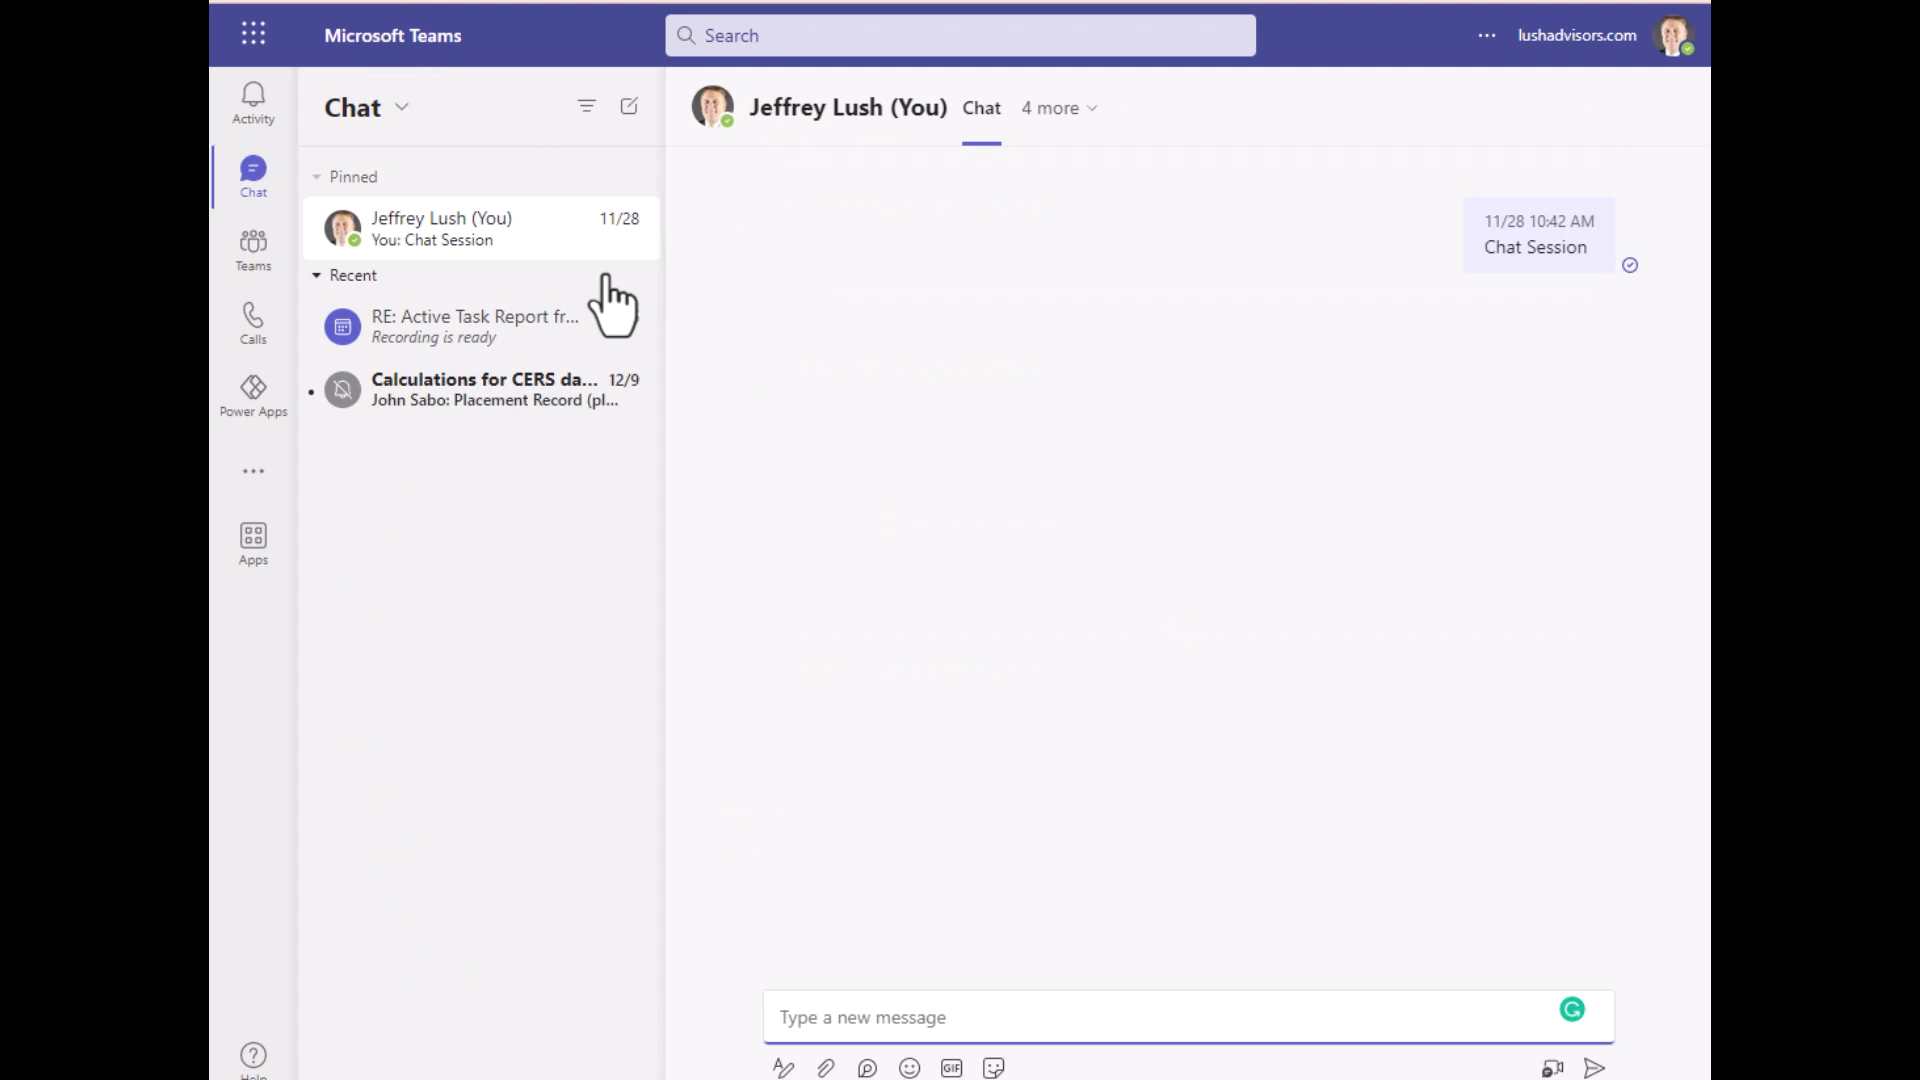 Microsoft Teams
Search
lushadvisors.com
Activity
Chat
Teams
Calls
Power Apps
Apps
Help
Chat
Pinned
Jeffrey Lush (You) 11/28
You: Chat Session
Recent
RE: Active Task Report fr...
Recording is ready
Calculations for CERS da... 12/9
John Sabo: Placement Record (pl...
Jeffrey Lush (You) Chat 4 more
11/28 10:42 AM
Chat Session
Type a new message
GIF